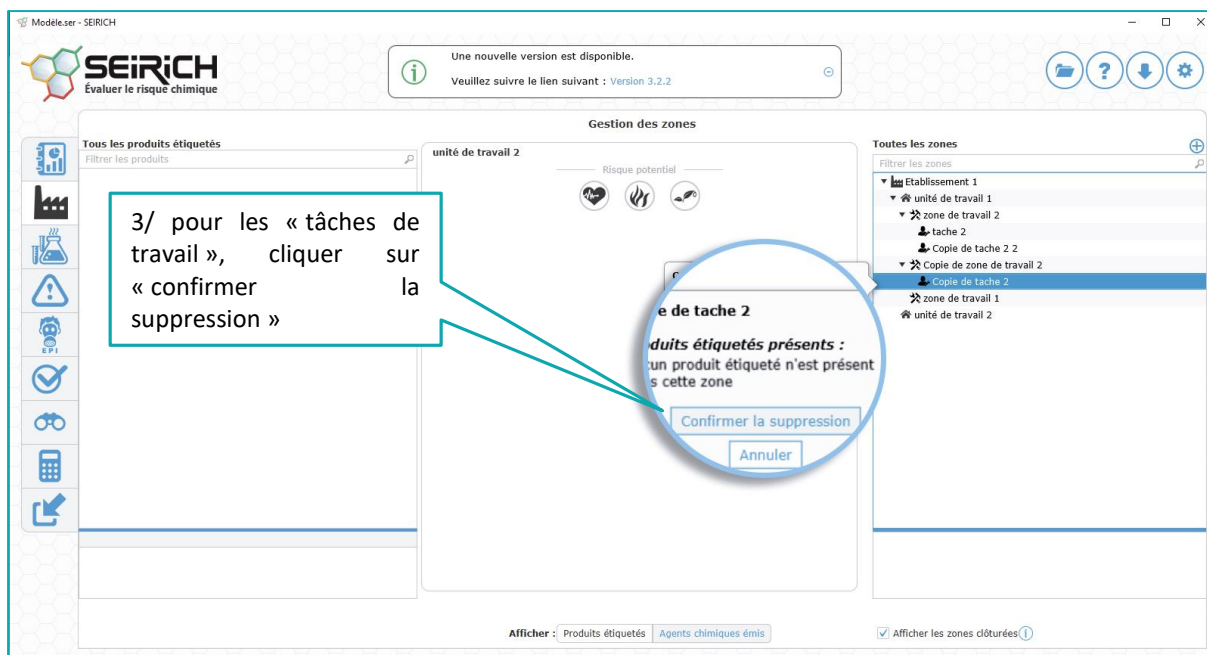 Modèle.ser - SEIRICH
SEiRiCH
Évaluer le risque chimique
Une nouvelle version est disponible.
Veuillez suivre le lien suivant : Version 3.2.2
Gestion des zones
Tous les produits étiquetés
Filtrer les produits
unité de travail 2
Risque potentiel
Toutes les zones
Filtrer les zones
Etablissement 1
unité de travail 1
zone de travail 2
tache 2
Copie de tache 2 2
Copie de zone de travail 2
Copie de tache 2
zone de travail 1
unité de travail 2
3/ pour les « tâches de
travail », cliquer sur
« confirmer la
suppression »
e de tache 2
duits étiquetés présents :
un produit étiqueté n'est présent
s cette zone
Confirmer la suppression
Annuler
EPI
Afficher : Produits étiquetés Agents chimiques émis
Afficher les zones clôturées